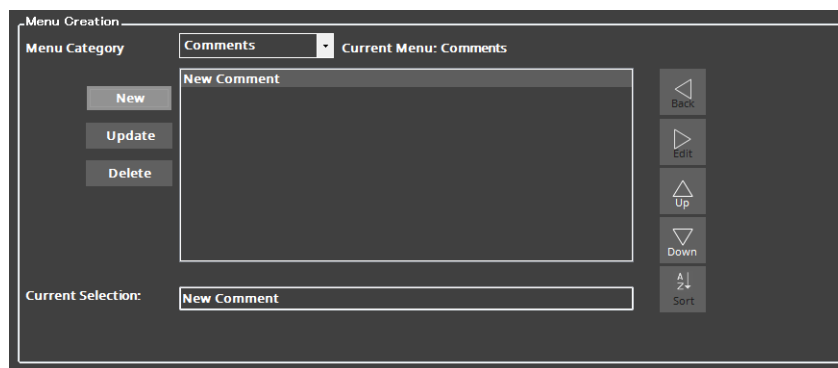 Menu Creation
Menu Category
Comments
Current Menu: Comments
New Comment
New
Update
Delete
Back
Edit
Up
Down
A
Z
Sort
Current Selection:
New Comment